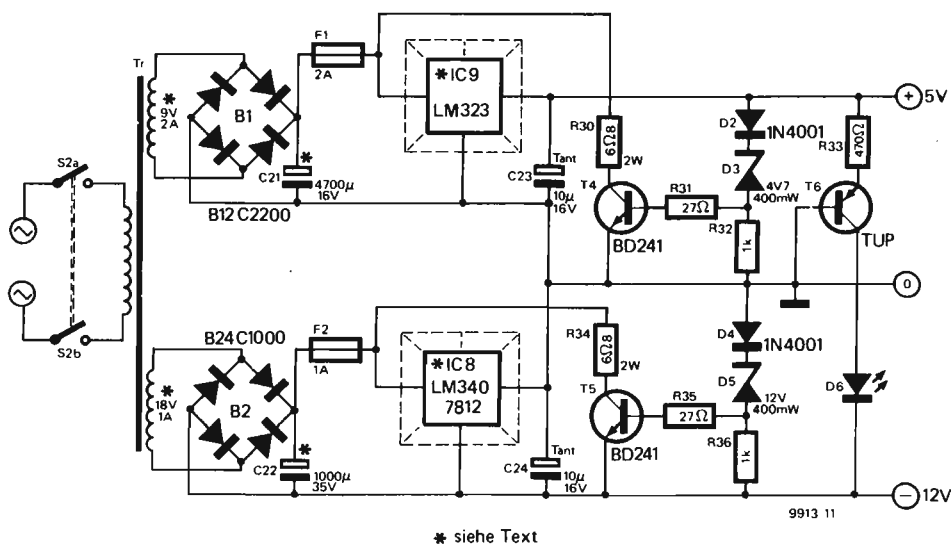 F1
2A
* IC9
LM323
Tr
*
9V
2A
B1
*
C21
4700µ
16V
B12 C2200
Tant
C23
10µ
16V
R30
6Ω8
2W
T4
BD241
R31
27Ω
D2
1N4001
D3
4V7
400mW
R32
1k
R33
470Ω
T6
TUP
+ 5V
S2a
S2b
0
B24 C1000
F2
1A
* IC8
LM340
7812
*
18V
1A
B2
*
C22
1000µ
35V
Tant
C24
10µ
16V
R34
6Ω8
2W
T5
BD241
R35
27Ω
D4
1N4001
D5
12V
400mW
R36
1k
D6
− 12V
9913 11
* siehe Text